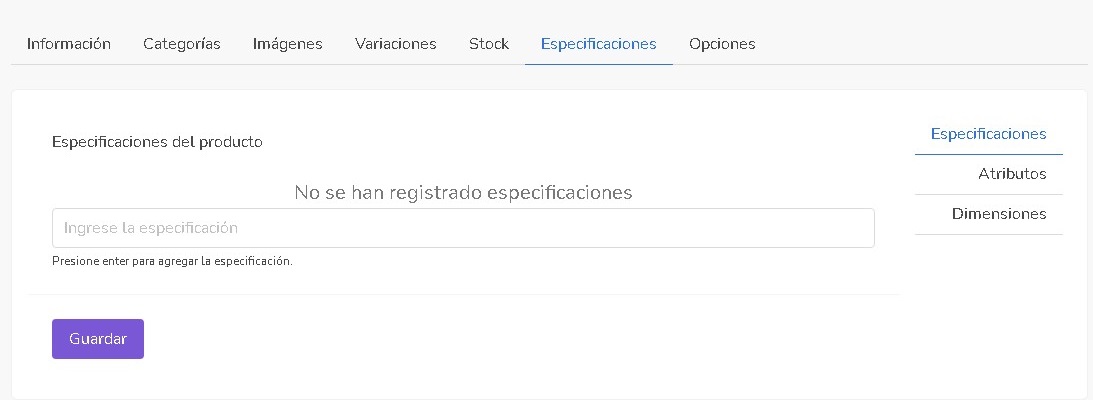 Información Categorías Imágenes Variaciones Stock Especificaciones Opciones
Especificaciones del producto
No se han registrado especificaciones
Ingrese la especificación
Presione enter para agregar la especificación.
Guardar
Especificaciones
Atributos
Dimensiones